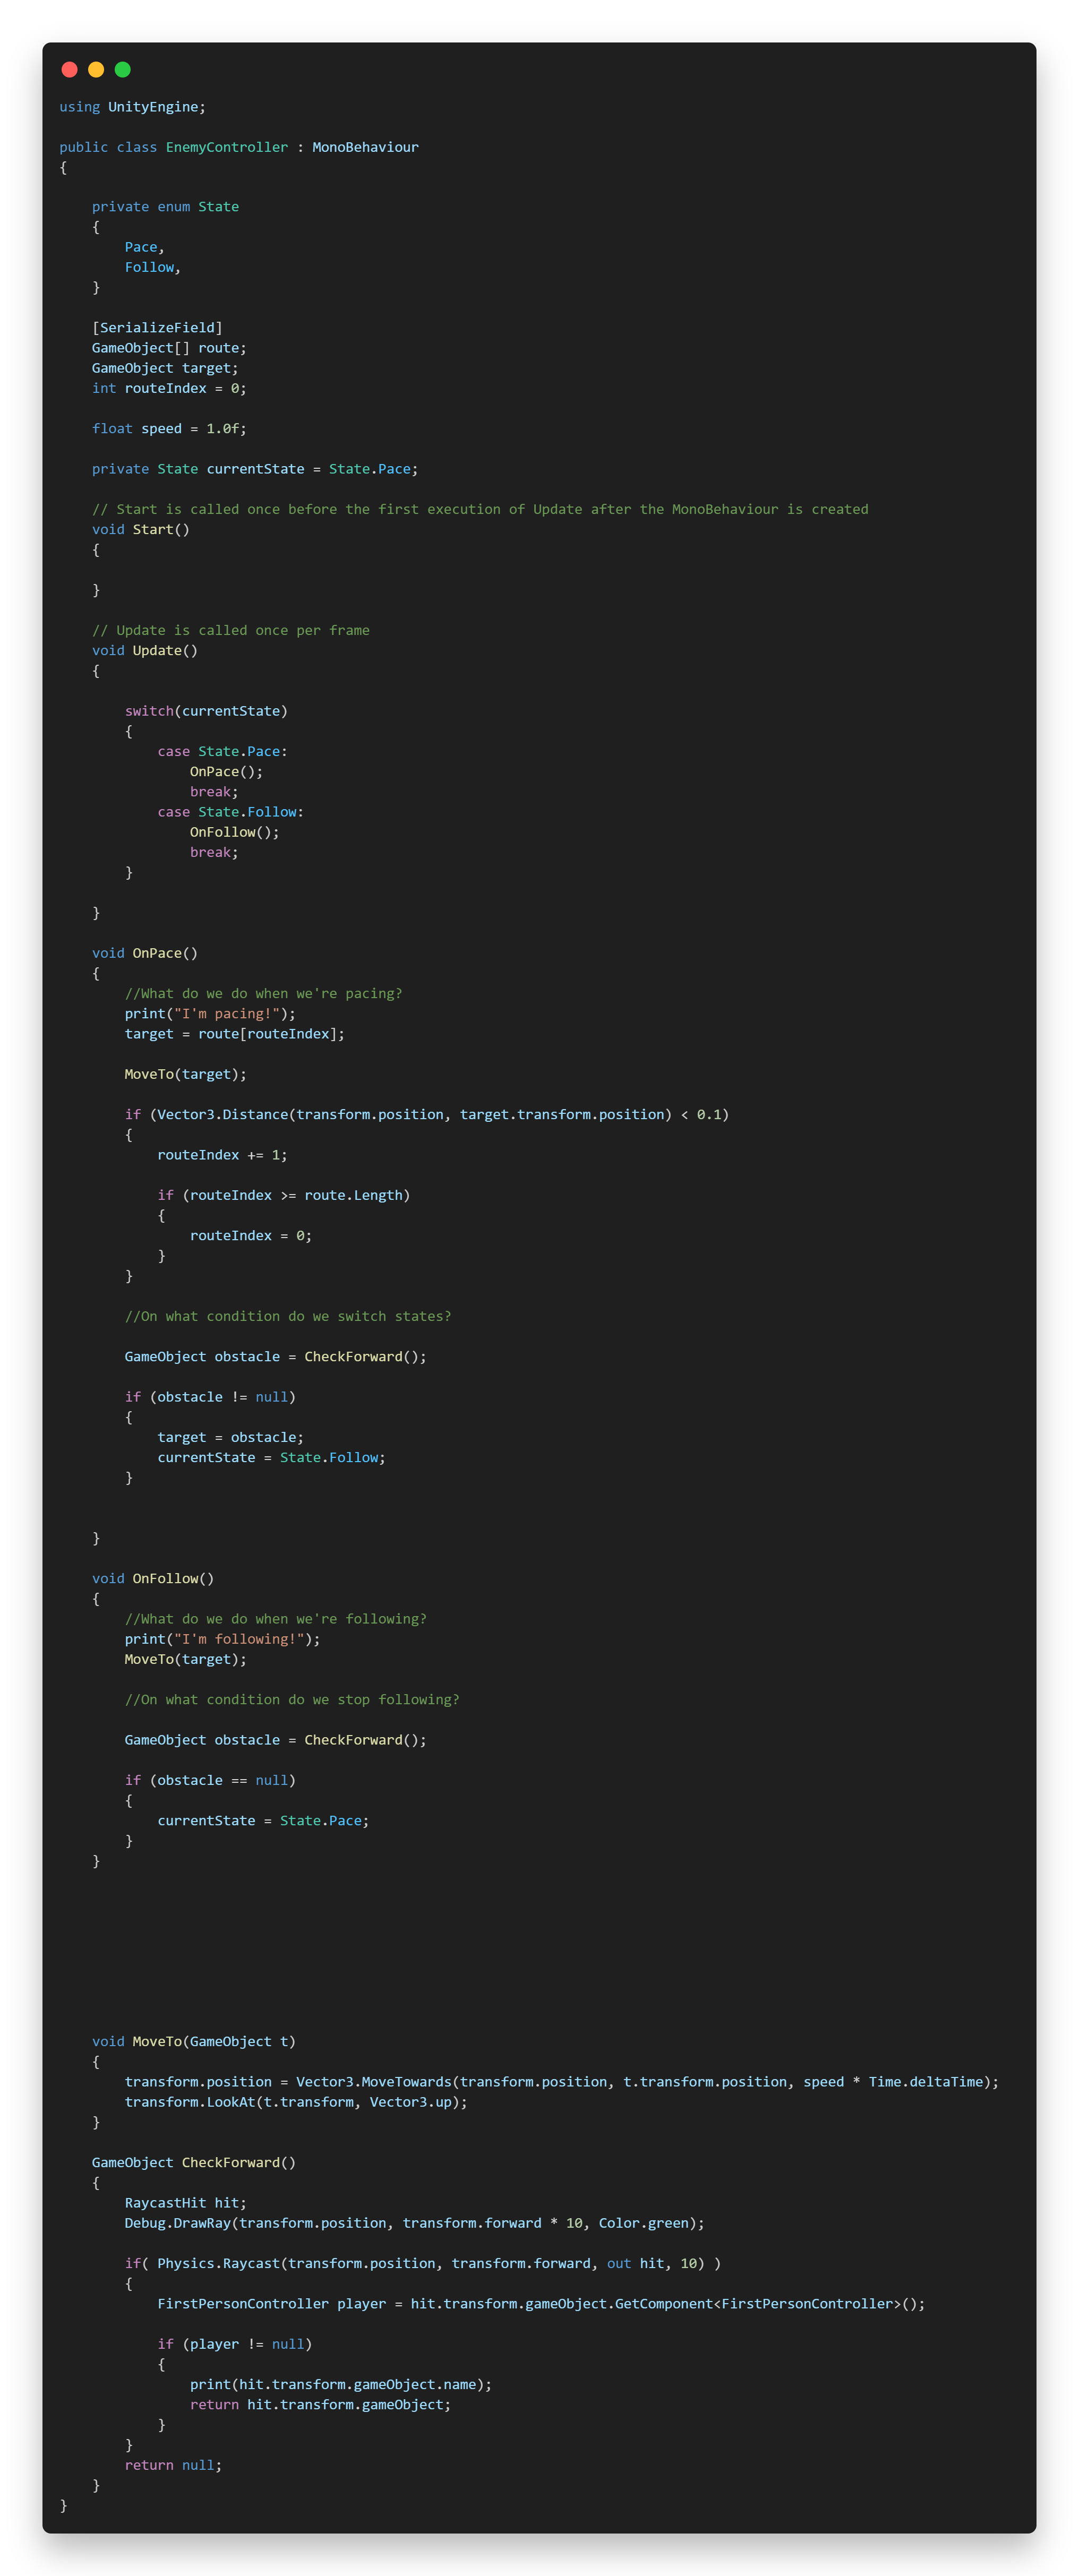 using UnityEngine;

public class EnemyController : MonoBehaviour
{

    private enum State
    {
        Pace,
        Follow,
    }

    [SerializeField]
    GameObject[] route;
    GameObject target;
    int routeIndex = 0;

    float speed = 1.0f;

    private State currentState = State.Pace;

    // Start is called once before the first execution of Update after the MonoBehaviour is created
    void Start()
    {

    }

    // Update is called once per frame
    void Update()
    {

        switch(currentState)
        {
            case State.Pace:
                OnPace();
                break;
            case State.Follow:
                OnFollow();
                break;
        }

    }

    void OnPace()
    {
        //What do we do when we're pacing?
        print("I'm pacing!");
        target = route[routeIndex];

        MoveTo(target);

        if (Vector3.Distance(transform.position, target.transform.position) < 0.1)
        {
            routeIndex += 1;

            if (routeIndex >= route.Length)
            {
                routeIndex = 0;
            }
        }

        //On what condition do we switch states?

        GameObject obstacle = CheckForward();

        if (obstacle != null)
        {
            target = obstacle;
            currentState = State.Follow;
        }


    }

    void OnFollow()
    {
        //What do we do when we're following?
        print("I'm following!");
        MoveTo(target);

        //On what condition do we stop following?

        GameObject obstacle = CheckForward();

        if (obstacle == null)
        {
            currentState = State.Pace;
        }
    }








    void MoveTo(GameObject t)
    {
        transform.position = Vector3.MoveTowards(transform.position, t.transform.position, speed * Time.deltaTime);
        transform.LookAt(t.transform, Vector3.up);
    }

    GameObject CheckForward()
    {
        RaycastHit hit;
        Debug.DrawRay(transform.position, transform.forward * 10, Color.green);

        if( Physics.Raycast(transform.position, transform.forward, out hit, 10) )
        {
            FirstPersonController player = hit.transform.gameObject.GetComponent<FirstPersonController>();

            if (player != null)
            {
                print(hit.transform.gameObject.name);
                return hit.transform.gameObject;
            }
        }
        return null;
    }
}